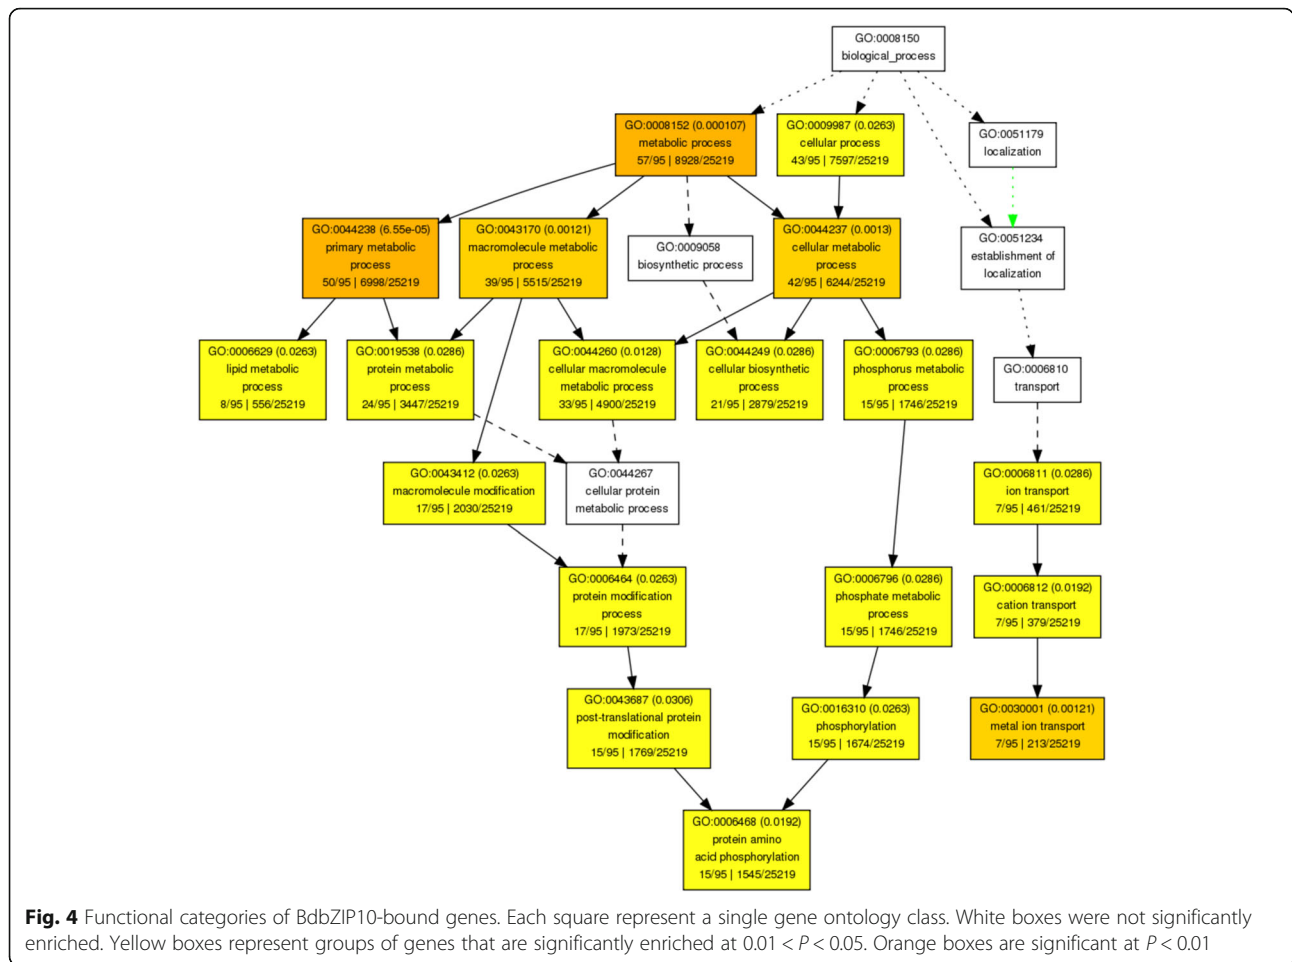 GO:0008150
biological_process
GO:0008152 (0.000107)
metabolic process
57/95 | 8928/25219
GO:0009987 (0.0263)
cellular process
43/95 | 7597/25219
GO:0051179
localization
GO:0044238 (6.55e-05)
primary metabolic
process
50/95 | 6998/25219
GO:0043170 (0.00121)
macromolecule metabolic
process
39/95 | 5515/25219
GO:0009058
biosynthetic process
GO:0044237 (0.0013)
cellular metabolic
process
42/95 | 6244/25219
GO:0051234
establishment of
localization
GO:0006629 (0.0263)
lipid metabolic
process
8/95 | 556/25219
GO:0019538 (0.0286)
protein metabolic
process
24/95 | 3447/25219
GO:0044260 (0.0128)
cellular macromolecule
metabolic process
33/95 | 4900/25219
GO:0044249 (0.0286)
cellular biosynthetic
process
21/95 | 2879/25219
GO:0006793 (0.0286)
phosphorus metabolic
process
15/95 | 1746/25219
GO:0006810
transport
GO:0043412 (0.0263)
macromolecule modification
17/95 | 2030/25219
GO:0044267
cellular protein
metabolic process
GO:0006811 (0.0286)
ion transport
7/95 | 461/25219
GO:0006464 (0.0263)
protein modification
process
17/95 | 1973/25219
GO:0006796 (0.0286)
phosphate metabolic
process
15/95 | 1746/25219
GO:0006812 (0.0192)
cation transport
7/95 | 379/25219
GO:0043687 (0.0306)
post-translational protein
modification
15/95 | 1769/25219
GO:0016310 (0.0263)
phosphorylation
15/95 | 1674/25219
GO:0030001 (0.00121)
metal ion transport
7/95 | 213/25219
GO:0006468 (0.0192)
protein amino
acid phosphorylation
15/95 | 1545/25219
Fig. 4 Functional categories of BdbZIP10-bound genes. Each square represent a single gene ontology class. White boxes were not significantly
enriched. Yellow boxes represent groups of genes that are significantly enriched at 0.01 < P < 0.05. Orange boxes are significant at P < 0.01